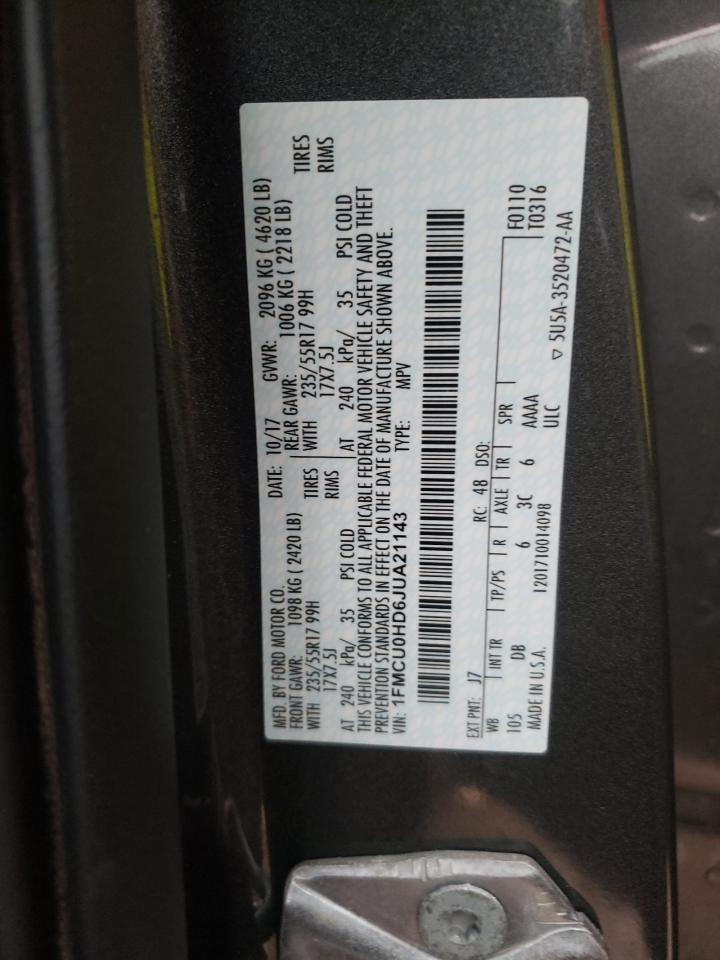 MFD. BY FORD MOTOR CO. DATE: 10/17 GVWR: 2096 KG ( 4620 LB)
FRONT GAWR: 1098 KG ( 2420 LB) REAR GAWR: 1006 KG ( 2218 LB)
WITH 235/55R17 99H TIRES WITH 235/55R17 99H TIRES
17X7.5J RIMS 17X7.5J RIMS
AT 240 kPa/ 35 PSI COLD AT 240 kPa/ 35 PSI COLD
THIS VEHICLE CONFORMS TO ALL APPLICABLE FEDERAL MOTOR VEHICLE SAFETY AND THEFT
PREVENTION STANDARDS IN EFFECT ON THE DATE OF MANUFACTURE SHOWN ABOVE.
VIN: 1FMCU0HD6JUA21143 TYPE: MPV
EXT PNT: J7 RC: 48 DSO: F0110
WB INT TR TP/PS R AXLE TR SPR T0316
105 DB 6 3C 6 AAAA
MADE IN U.S.A. 1201710014098 ULC
▽ 5U5A-3520472-AA